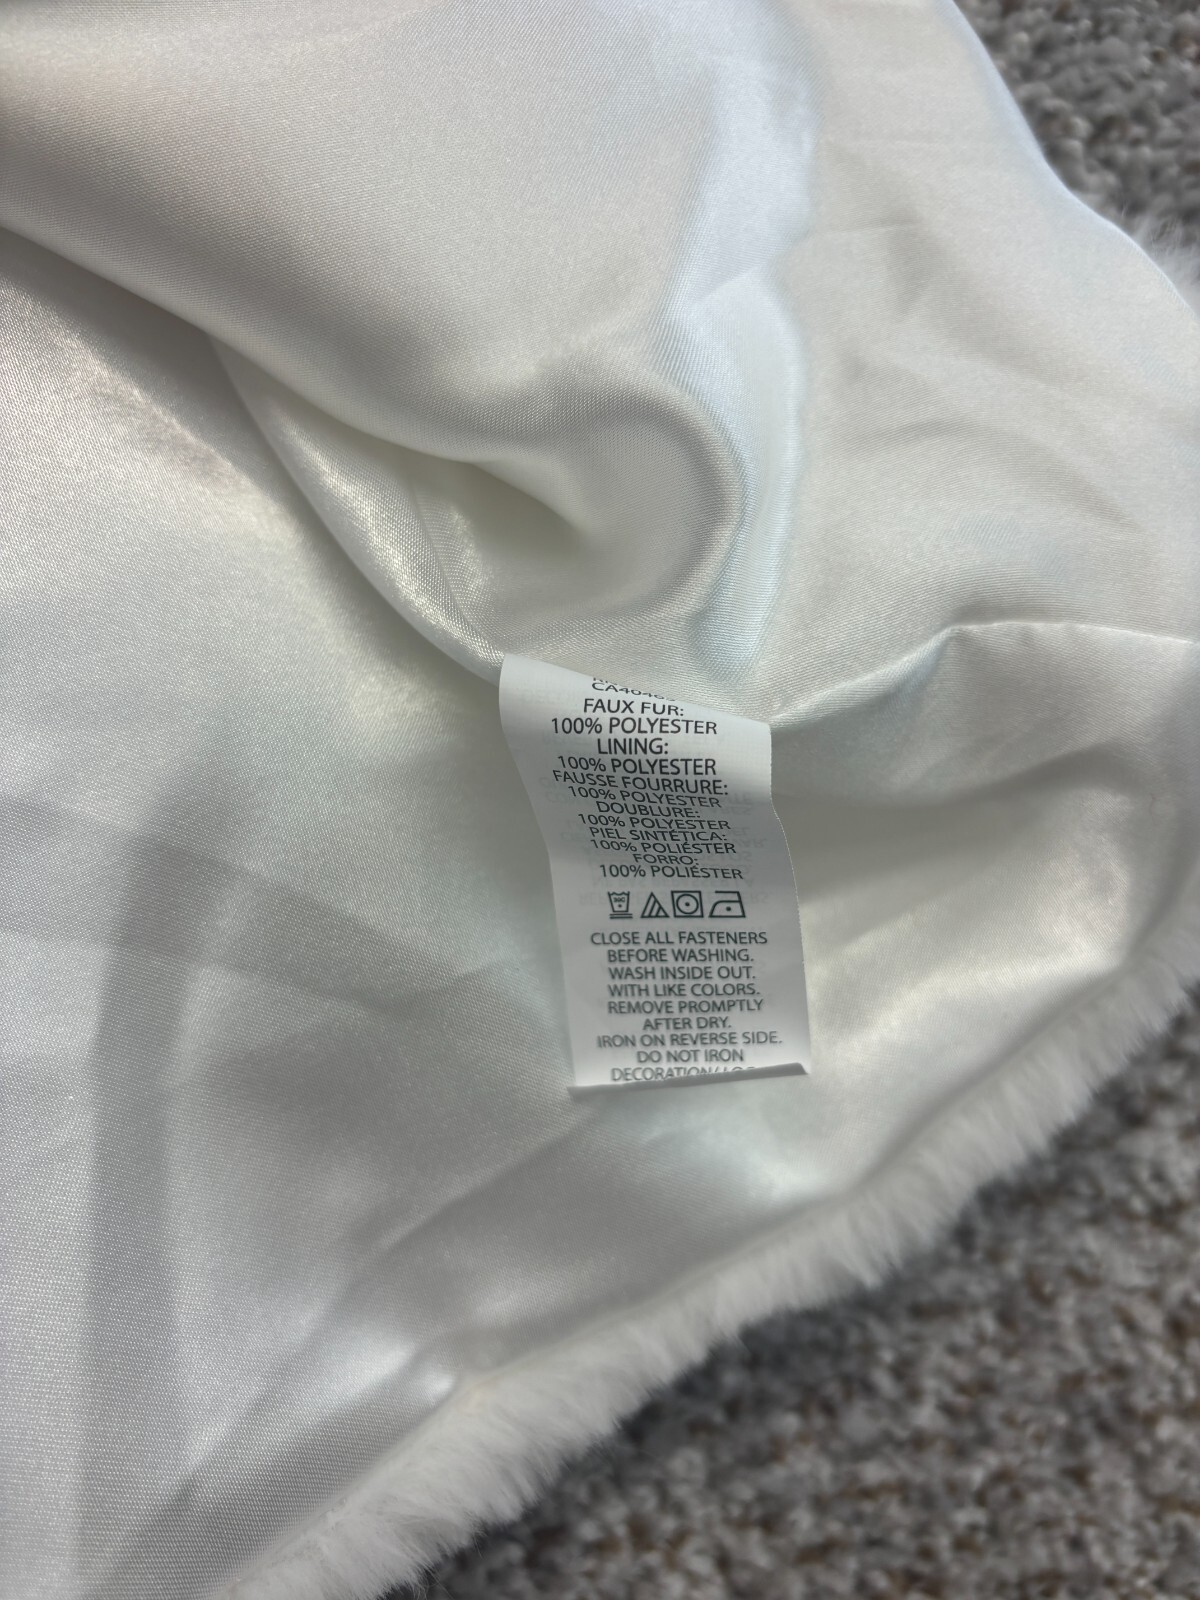 FAUX FUR:
100% POLYESTER
LINING:
100% POLYESTER
FAUSSE FOURRURE:
100% POLYESTER
DOUBLURE:
100% POLYESTER
PIEL SINTÉTICA:
100% POLIÉSTER
FORRO:
100% POLIÉSTER
CLOSE ALL FASTENERS
BEFORE WASHING.
WASH INSIDE OUT.
WITH LIKE COLORS.
REMOVE PROMPTLY
AFTER DRY.
IRON ON REVERSE SIDE.
DO NOT IRON